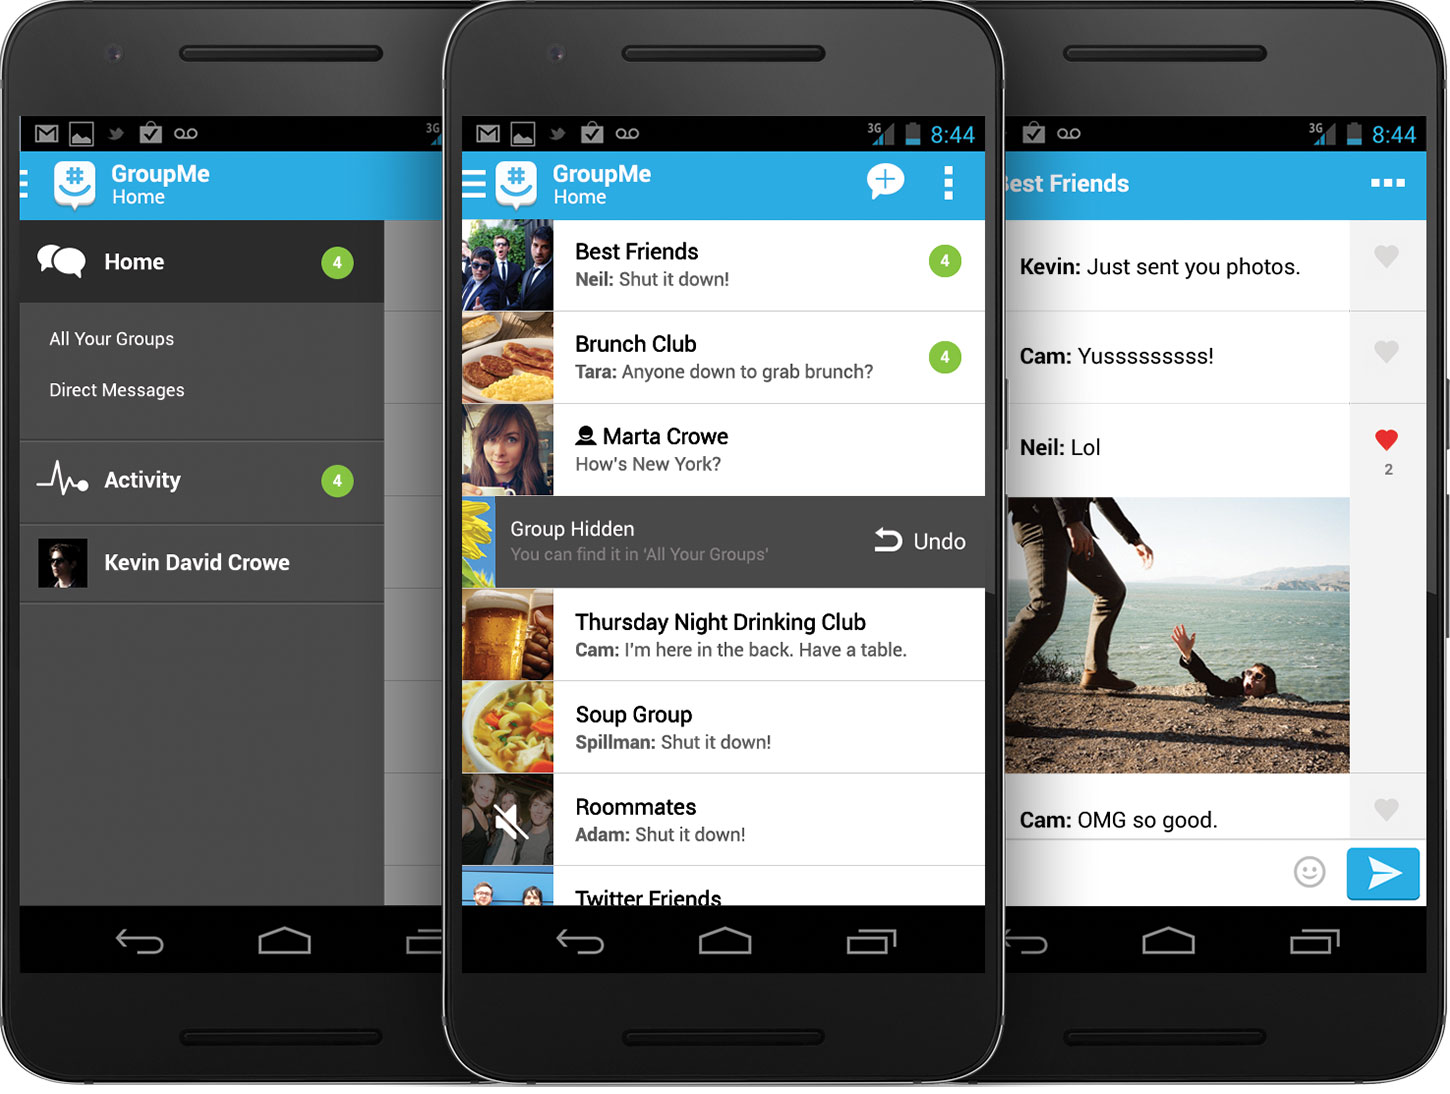 3G
GroupMe
Home
Home
4
All Your Groups
Direct Messages
Activity
4
Kevin David Crowe
3G
8:44
#
GroupMe
Home
Best Friends
Neil: Shut it down!
4
Brunch Club
Tara: Anyone down to grab brunch?
4
Marta Crowe
How's New York?
Group Hidden
You can find it in 'All Your Groups'
Undo
Thursday Night Drinking Club
Cam: I'm here in the back. Have a table.
Soup Group
Spillman: Shut it down!
Roommates
Adam: Shut it down!
Twitter Friends
3G
8:44
Best Friends
Kevin: Just sent you photos.
Cam: Yusssssssss!
Neil: Lol
2
Cam: OMG so good.